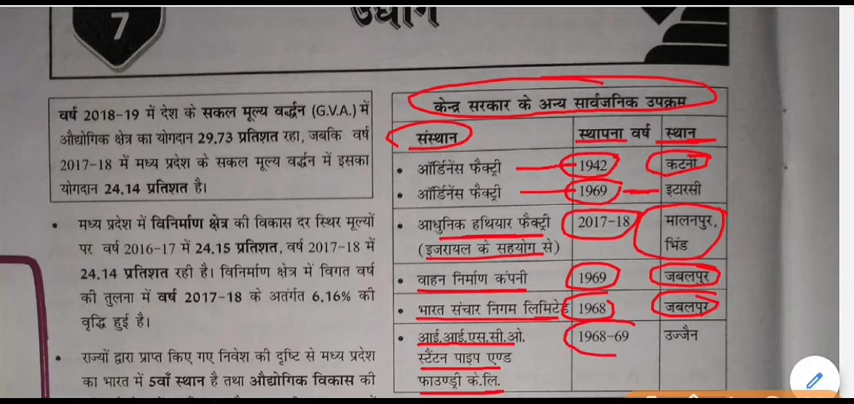 7
उद्योग
वर्ष 2018-19 में देश के सकल मूल्य वर्द्धन (G.V.A.) में
औद्योगिक क्षेत्र का योगदान 29.73 प्रतिशत रहा, जबकि वर्ष
2017-18 में मध्य प्रदेश के सकल मूल्य वर्द्धन में इसका
योगदान 24.14 प्रतिशत है।
• मध्य प्रदेश में विनिर्माण क्षेत्र की विकास दर स्थिर मूल्यों
पर वर्ष 2016-17 में 24.15 प्रतिशत, वर्ष 2017-18 में
24.14 प्रतिशत रही है। विनिर्माण क्षेत्र में विगत वर्ष
की तुलना में वर्ष 2017-18 के अतंर्गत 6.16% की
वृद्धि हुई है।
• राज्यों द्वारा प्राप्त किए गए निवेश की दृष्टि से मध्य प्रदेश
का भारत में 5वाँ स्थान है तथा औद्योगिक विकास की
केन्द्र सरकार के अन्य सार्वजनिक उपक्रम
संस्थान स्थापना वर्ष स्थान
• ऑर्डिनेंस फैक्ट्री 1942 कटनी
• ऑर्डिनेंस फैक्ट्री 1969 इटारसी
• आधुनिक हथियार फैक्ट्री 2017-18 मालनपुर,
(इजरायल के सहयोग से) भिंड
• वाहन निर्माण कंपनी 1969 जबलपुर
• भारत संचार निगम लिमिटेड 1968 जबलपुर
• आई.आई.एस.सी.ओ. 1968-69 उज्जैन
स्टैंटन पाइप एण्ड
फाउण्ड्री कं.लि.